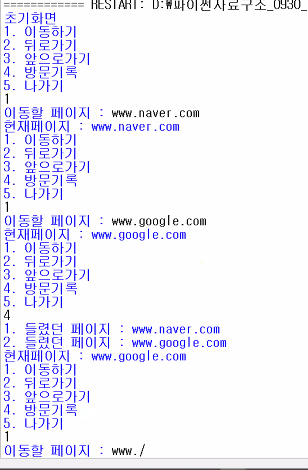 ============ RESTART: D:\파이썬자료구조_0930_
초기화면
1. 이동하기
2. 뒤로가기
3. 앞으로가기
4. 방문기록
5. 나가기
1
이동할 페이지 : www.naver.com
현재페이지 : www.naver.com
1. 이동하기
2. 뒤로가기
3. 앞으로가기
4. 방문기록
5. 나가기
1
이동할 페이지 : www.google.com
현재페이지 : www.google.com
1. 이동하기
2. 뒤로가기
3. 앞으로가기
4. 방문기록
5. 나가기
4
1. 들렸던 페이지 : www.naver.com
2. 들렸던 페이지 : www.google.com
현재페이지 : www.google.com
1. 이동하기
2. 뒤로가기
3. 앞으로가기
4. 방문기록
5. 나가기
1
이동할 페이지 : www./